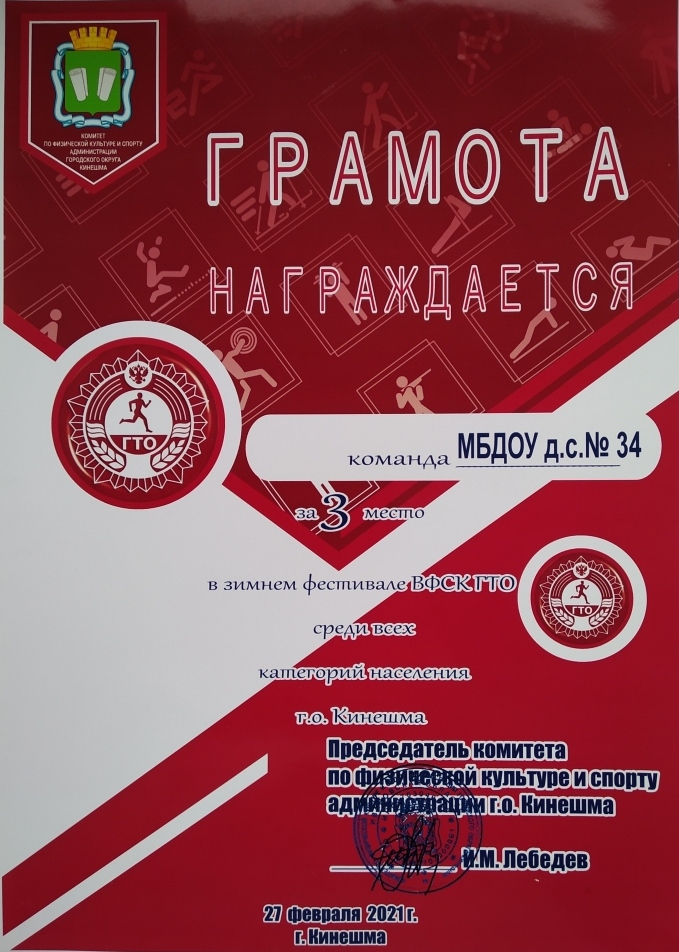 КОМИТЕТ
ПО ФИЗИЧЕСКОЙ КУЛЬТУРЕ И СПОРТУ
АДМИНИСТРАЦИИ
ГОРОДСКОГО ОКРУГА
КИНЕШМА
ГРАМОТА
НАГРАЖДАЕТСЯ
ГТО
команда МБДОУ д.с.№ 34
за 3 место
в зимнем фестивале ВФСК ГТО
ГТО
среди всех
категорий населения
г.о. Кинешма
Председатель комитета
по физической культуре и спорту
администрации г.о. Кинешма
И.М. Лебедев
27 февраля 2021 г.
г. Кинешма